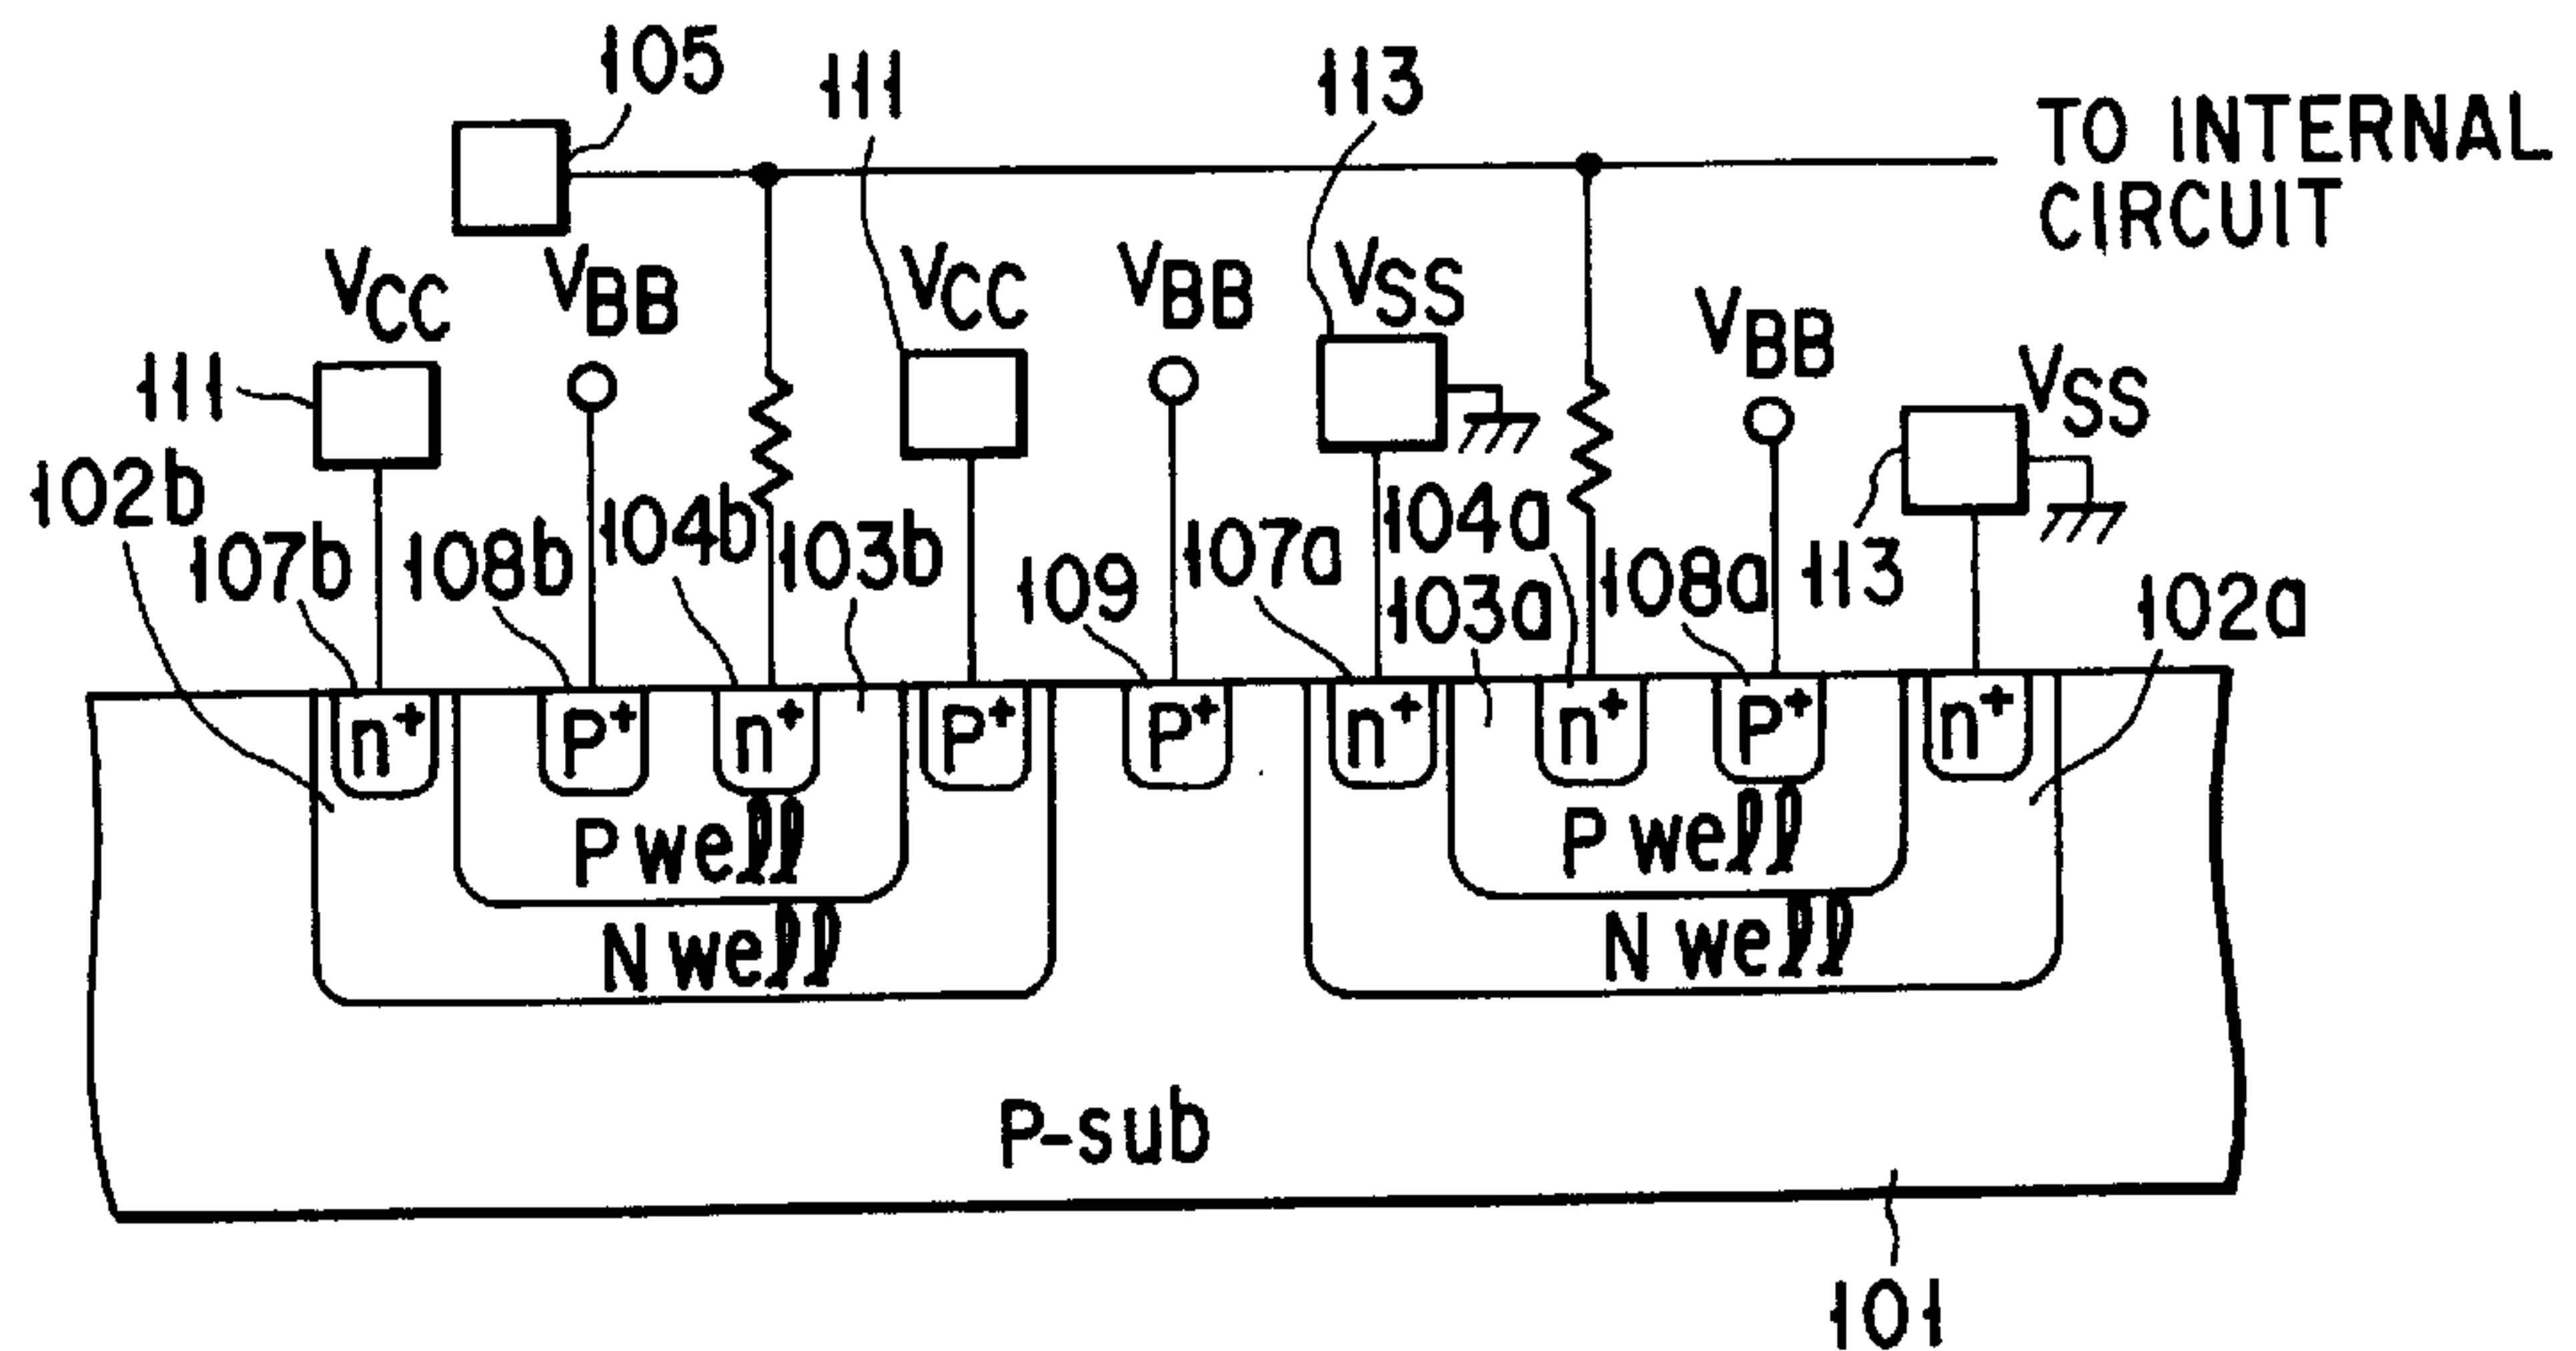 105
111
113
TO INTERNAL
CIRCUIT
VCC
VBB
VCC
VBB
VSS
VBB
VSS
111
102b
107b
108b
104b
103b
109
107a
104a
103a
108a
113
102a
n+
P+
n+
P+
P+
n+
n+
P+
n+
P well
P well
N well
N well
P-sub
101